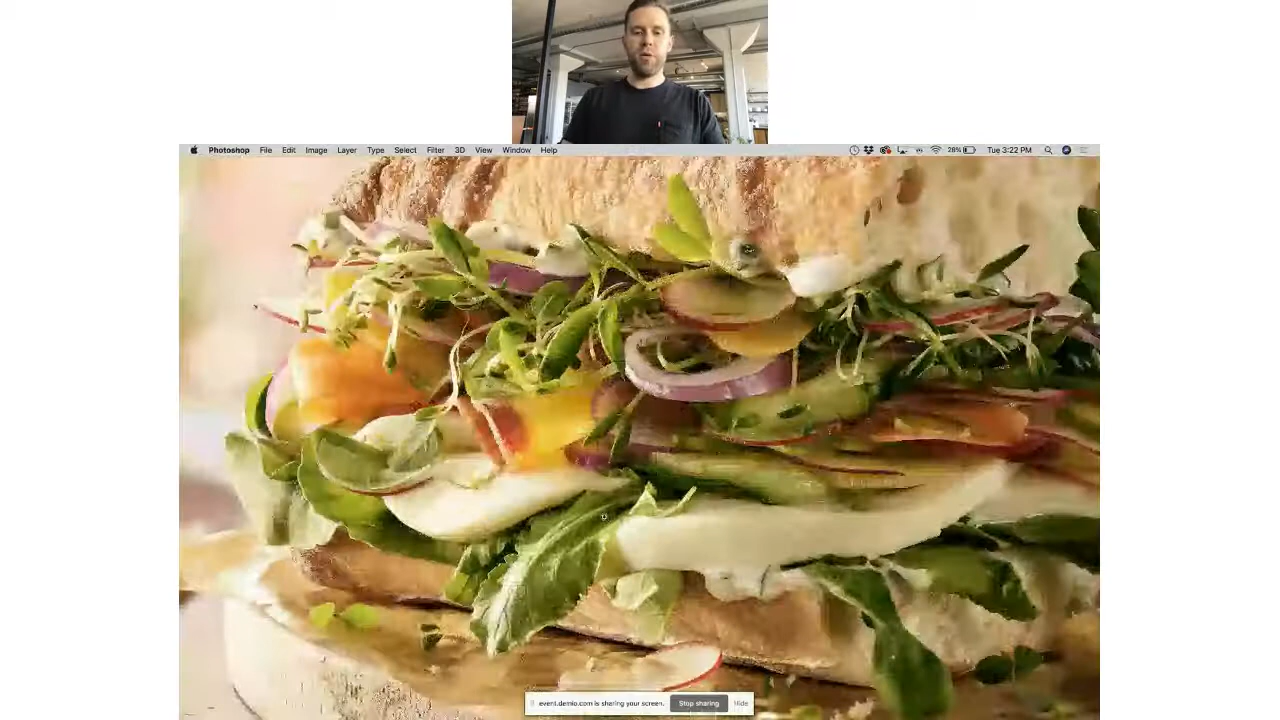 Photoshop File Edit Image Layer Type Select Filter 3D View Window Help 28% Tue 3:22 PM
event.demio.com is sharing your screen. Stop sharing Hide